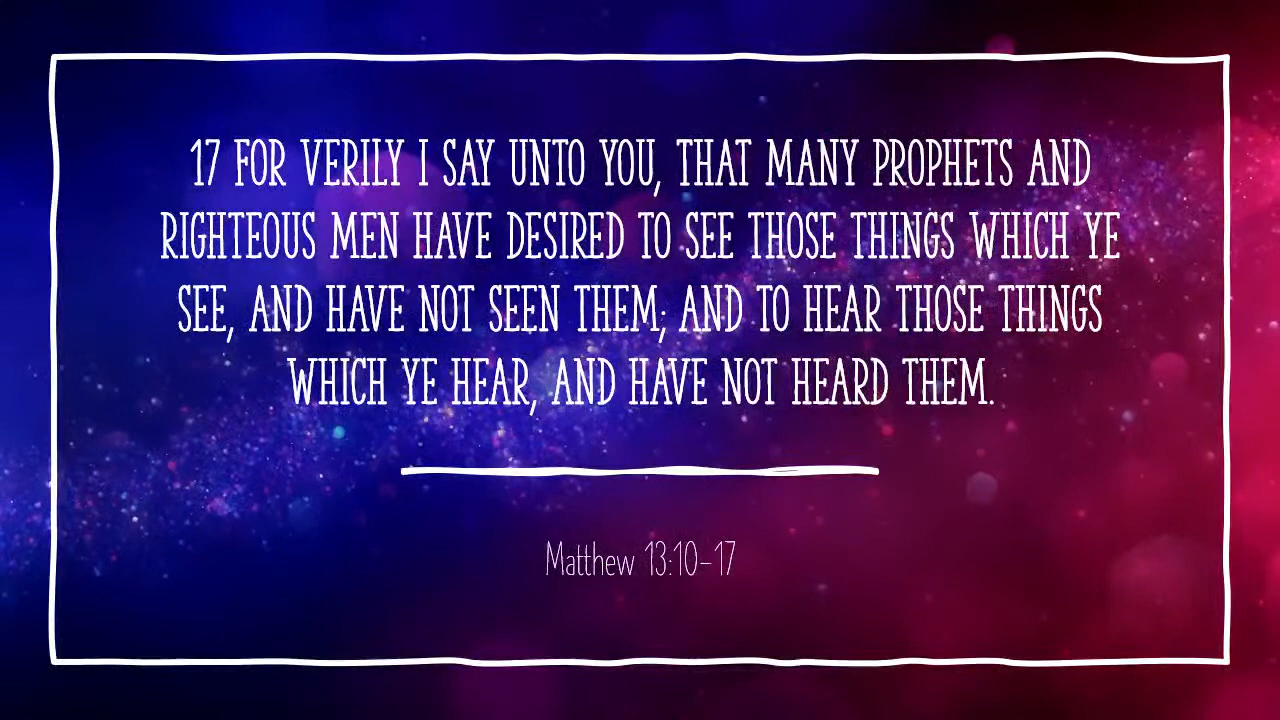 17 FOR VERILY I SAY UNTO YOU, THAT MANY PROPHETS AND
RIGHTEOUS MEN HAVE DESIRED TO SEE THOSE THINGS WHICH YE
SEE, AND HAVE NOT SEEN THEM; AND TO HEAR THOSE THINGS
WHICH YE HEAR, AND HAVE NOT HEARD THEM.
Matthew 13:10-17